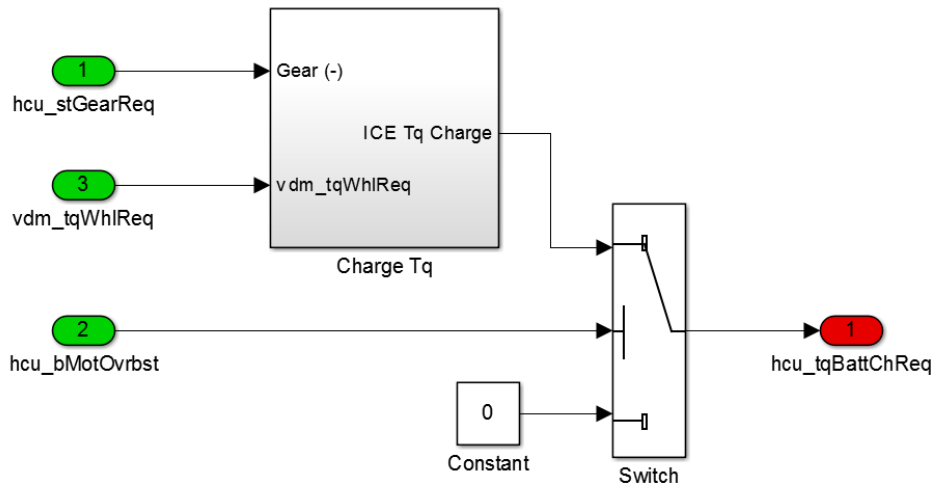 1
hcu_stGearReq
3
vdm_tqWhlReq
Gear (-)
ICE Tq Charge
vdm_tqWhlReq
Charge Tq
2
hcu_bMotOvrbst
0
Constant
Switch
1
hcu_tqBattChReq